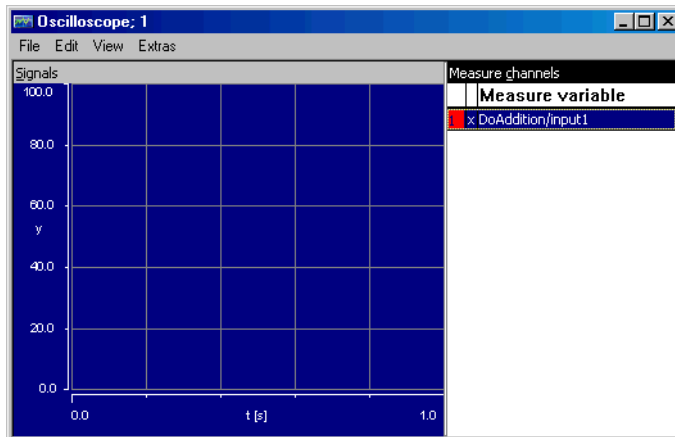 Oscilloscope; 1
File Edit View Extras
Signals
Measure channels
Measure variable
1 x DoAddition/input1
100.0
80.0
60.0
y
40.0
20.0
0.0
0.0 t [s] 1.0